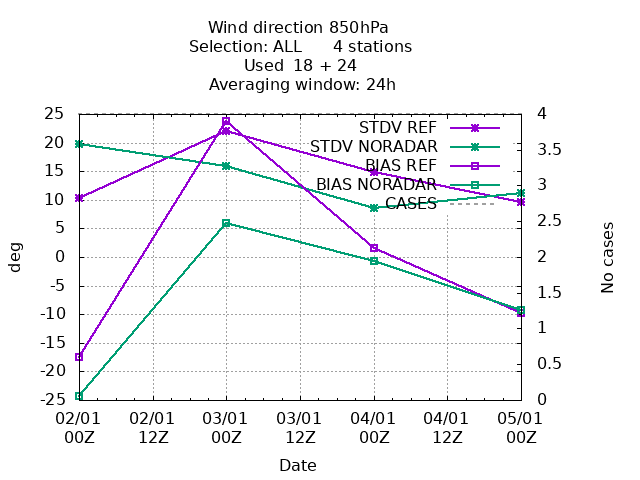 Wind direction 850hPa
Selection: ALL 4 stations
Used 18 + 24
Averaging window: 24h
25
20
15
10
5
0
-5
-10
-15
-20
-25
deg
4
3.5
3
2.5
2
1.5
1
0.5
0
No cases
STDV REF
STDV NORADAR
BIAS REF
BIAS NORADAR
CASES
02/01 02/01 03/01 03/01 04/01 04/01 05/01
00Z 12Z 00Z 12Z 00Z 12Z 00Z
Date